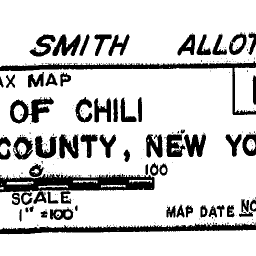 SMITH ALLOT
AX MAP
OF CHILI
COUNTY, NEW YO
0 100
SCALE
1" = 100'
MAP DATE NO